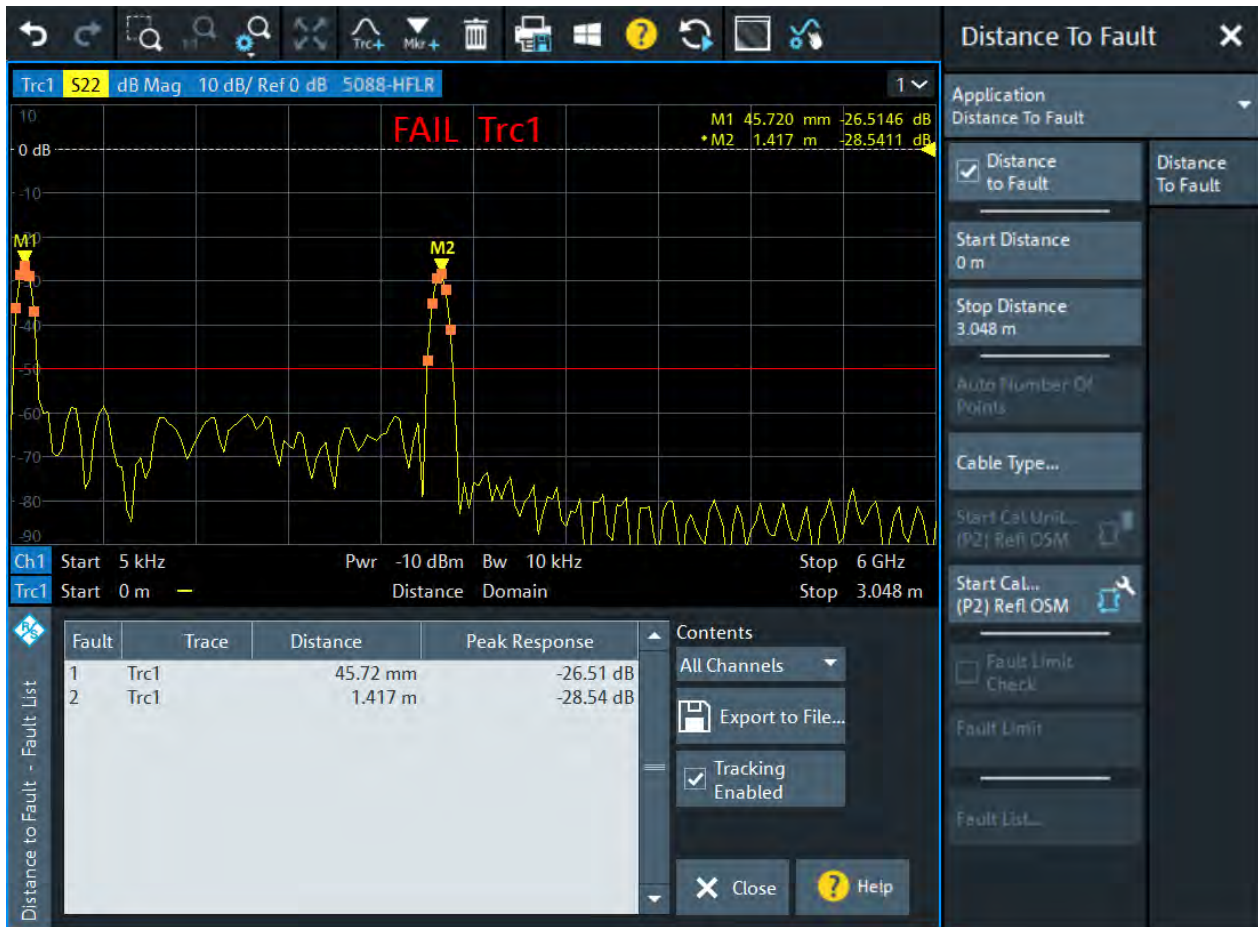 Trc+
Mkr+
?
Distance To Fault
Trc1 S22 dB Mag 10 dB/ Ref 0 dB 5088-HFLR
1
10
FAIL Trc1
M1 45.720 mm -26.5146 dB
•M2 1.417 m -28.5411 dB
0 dB
-10
M1
M2
-40
-50
-60
-70
-80
-90
Ch1 Start 5 kHz Pwr -10 dBm Bw 10 kHz Stop 6 GHz
Trc1 Start 0 m — Distance Domain Stop 3.048 m
Application
Distance To Fault
Distance
to Fault
Distance
To Fault
Start Distance
0 m
Stop Distance
3.048 m
Auto Number Of
Points
Cable Type...
Start Cal Unit...
(P2) Refl OSM
Start Cal...
(P2) Refl OSM
Fault Limit
Check
Fault Limit
Fault List...
R/S
Distance to Fault - Fault List
Fault Trace Distance Peak Response
1 Trc1 45.72 mm -26.51 dB
2 Trc1 1.417 m -28.54 dB
Contents
All Channels
Export to File...
Tracking
Enabled
Close
? Help